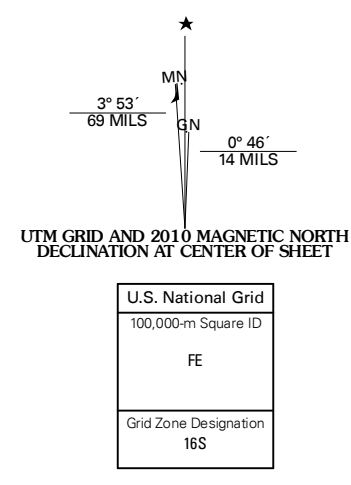 MN
3° 53´
69 MILS
GN
0° 46´
14 MILS
UTM GRID AND 2010 MAGNETIC NORTH
DECLINATION AT CENTER OF SHEET
U.S. National Grid
100,000-m Square ID
FE
Grid Zone Designation
16S